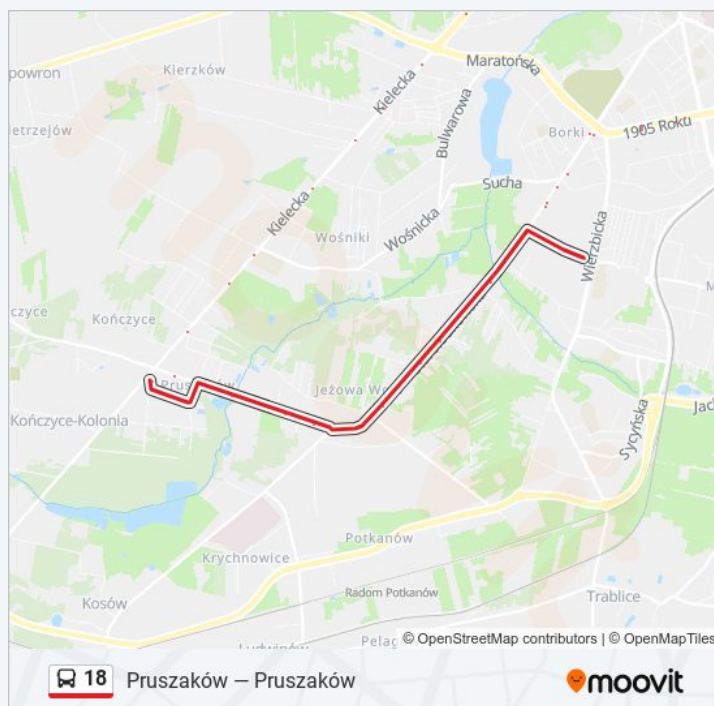 Maratońska
powron
Kierzków
Kielecka
ietrzejów
Bulwarowa
Borki
1905 Roku
Sucha
Kielecka
Wośniki
Wośnicka
Wierzbicka
M
czyce
Kończyce
Pruszaków
Jeżowa Wo
Kończyce-Kolonia
Jac
Sycyńska
Potkanów
Krychnowice
Radom Potkanów
Kosów
Trablice
Ludwinów
Pelag
© OpenStreetMap contributors | © OpenMapTiles
18 Pruszaków — Pruszaków
moovit